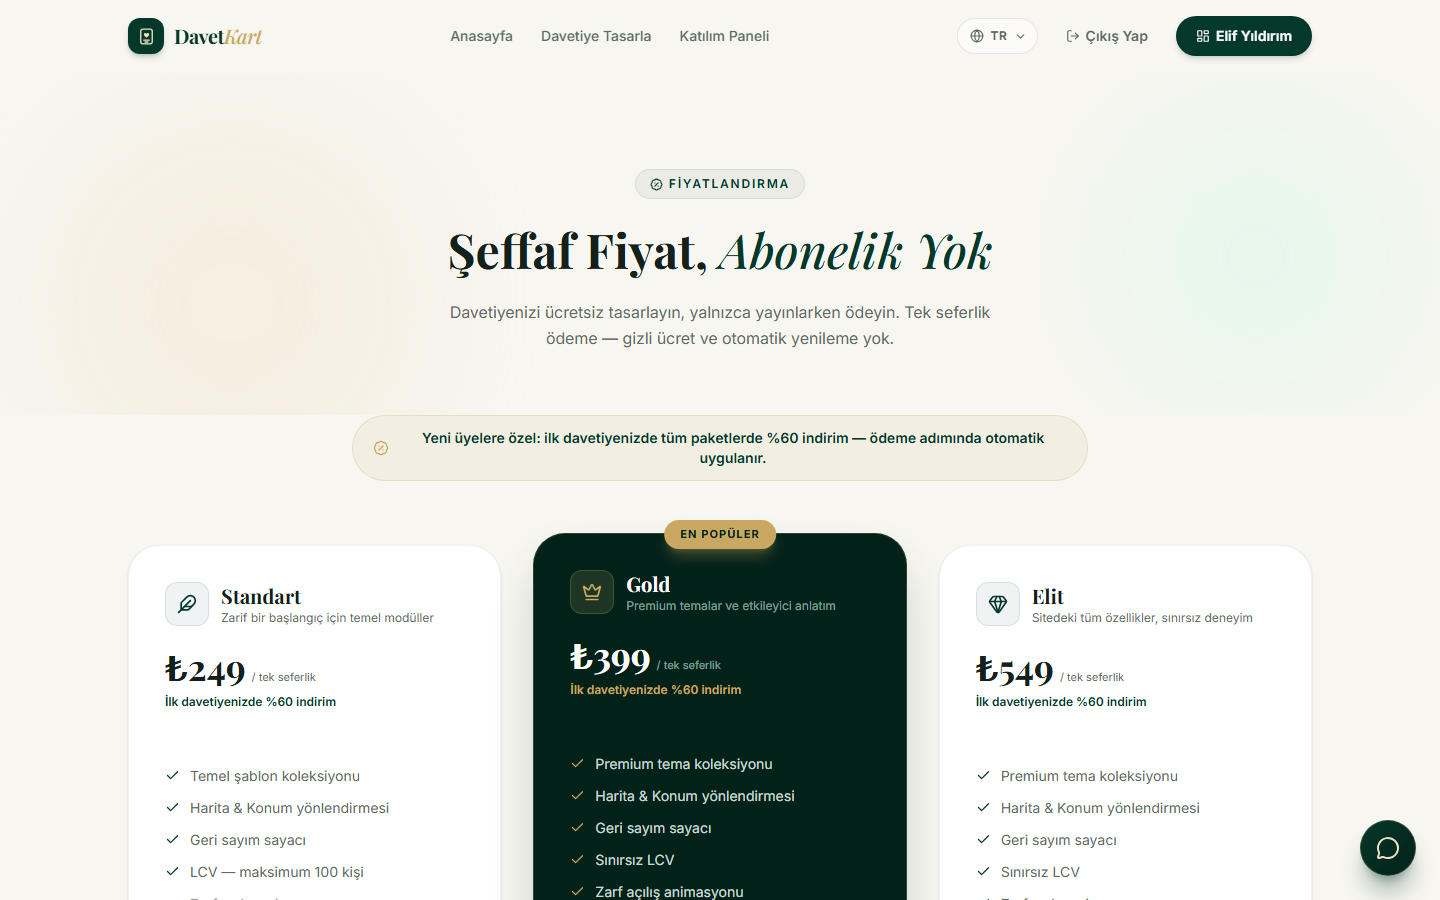 DavetKart
Anasayfa
Davetiye Tasarla
Katılım Paneli
TR
Çıkış Yap
Elif Yıldırım
FİYATLANDIRMA
Şeffaf Fiyat, Abonelik Yok
Davetiyenizi ücretsiz tasarlayın, yalnızca yayınlarken ödeyin. Tek seferlik
ödeme — gizli ücret ve otomatik yenileme yok.
Yeni üyelere özel: ilk davetiyenizde tüm paketlerde %60 indirim — ödeme adımında otomatik
uygulanır.
Standart
Zarif bir başlangıç için temel modüller
₺249 / tek seferlik
İlk davetiyenizde %60 indirim
Temel şablon koleksiyonu
Harita & Konum yönlendirmesi
Geri sayım sayacı
LCV — maksimum 100 kişi
EN POPÜLER
Gold
Premium temalar ve etkileyici anlatım
₺399 / tek seferlik
İlk davetiyenizde %60 indirim
Premium tema koleksiyonu
Harita & Konum yönlendirmesi
Geri sayım sayacı
Sınırsız LCV
Zarf açılış animasyonu
Elit
Sitedeki tüm özellikler, sınırsız deneyim
₺549 / tek seferlik
İlk davetiyenizde %60 indirim
Premium tema koleksiyonu
Harita & Konum yönlendirmesi
Geri sayım sayacı
Sınırsız LCV